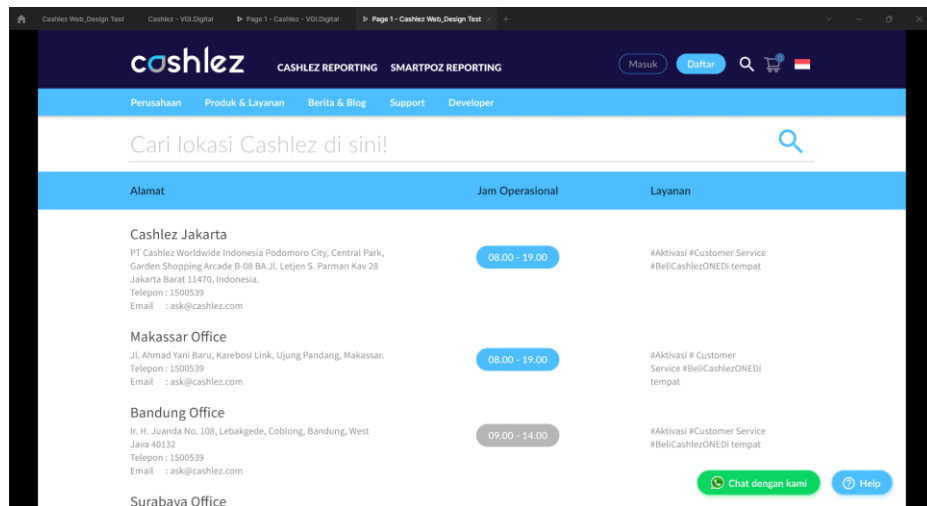 Cashlez Web_Design Test
Cashlez - VOI.Digital
Page 1 - Cashlez - VOI.Digital
Page 1 - Cashlez Web_Design Test
cashlez
CASHLEZ REPORTING
SMARTPOZ REPORTING
Masuk
Daftar
0
Perusahaan
Produk & Layanan
Berita & Blog
Support
Developer
Cari lokasi Cashlez di sini!
Alamat
Jam Operasional
Layanan
Cashlez Jakarta
PT Cashlez Worldwide Indonesia Podomoro City, Central Park,
Garden Shopping Arcade B-08 BA Jl. Letjen S. Parman Kav 28
Jakarta Barat 11470, Indonesia.
Telepon : 1500539
Email : ask@cashlez.com
08.00 - 19.00
#Aktivasi #Customer Service
#BeliCashlezONEDi tempat
Makassar Office
Jl. Ahmad Yani Baru, Karebosi Link, Ujung Pandang, Makassar.
Telepon : 1500539
Email : ask@cashlez.com
08.00 - 19.00
#Aktivasi # Customer
Service #BeliCashlezONEDi
tempat
Bandung Office
Ir. H. Juanda No. 108, Lebakgede, Coblong, Bandung, West
Java 40132
Telepon : 1500539
Email : ask@cashlez.com
09.00 - 14.00
#Aktivasi #Customer Service
#BeliCashlezONEDi tempat
Surabaya Office
Chat dengan kami
Help